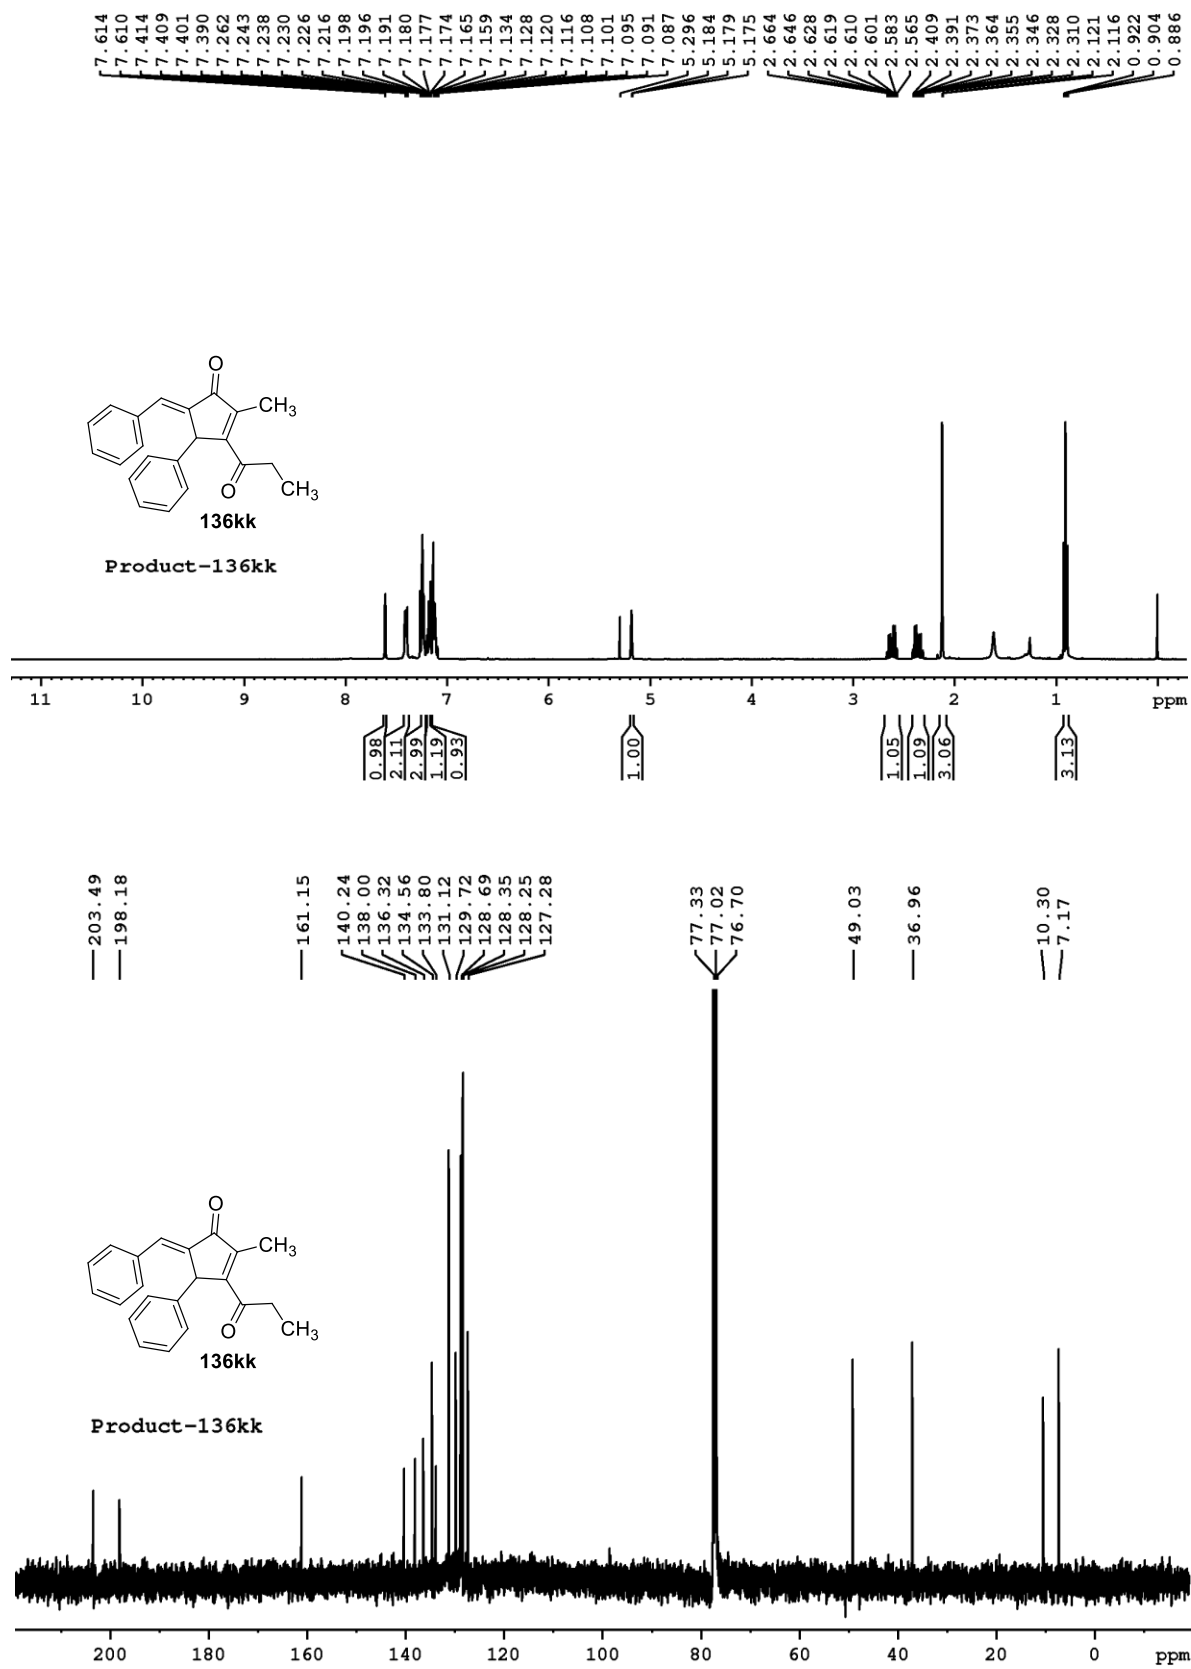 7.614 7.610 7.414 7.409 7.401 7.390 7.262 7.243 7.238 7.230 7.226 7.216 7.198 7.196 7.191 7.180 7.177 7.174 7.165 7.159 7.134 7.128 7.120 7.116 7.108 7.101 7.095 7.091 7.087 5.296 5.184 5.179 5.175 2.664 2.646 2.628 2.619 2.610 2.601 2.583 2.565 2.409 2.391 2.373 2.364 2.355 2.346 2.328 2.310 2.121 2.116 0.922 0.904 0.886
O
CH3
O
CH3
136kk
Product-136kk
11 10 9 8 7 6 5 4 3 2 1 ppm
0.98 2.11 2.99 1.19 0.93 1.00 1.05 1.09 3.06 3.13
203.49 198.18 161.15 140.24 138.00 136.32 134.56 133.80 131.12 129.72 128.69 128.35 128.25 127.28 77.33 77.02 76.70 49.03 36.96 10.30 7.17
O
CH3
O
CH3
136kk
Product-136kk
200 180 160 140 120 100 80 60 40 20 0 ppm